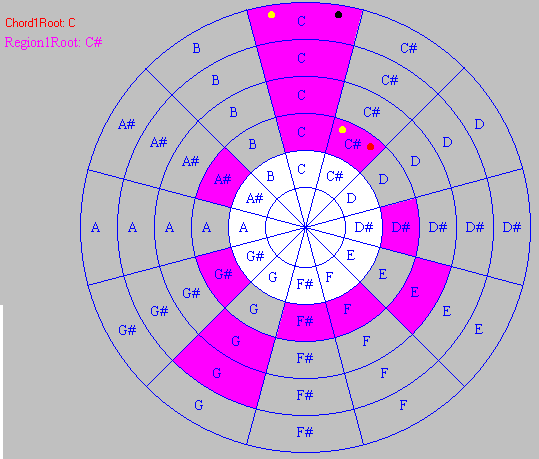 Chord1Root: C
C
Region1Root: C#
B C#
C
B C#
C
B C#
A# D
C
A# D
B C#
A# D
C
B C#
A# D
A# D
A A A A A D# D# D# D# D#
G# E
G# E
G F
F#
G# E
G F
G# E
F#
G# E
G F
F#
G F
F#
G F
F#